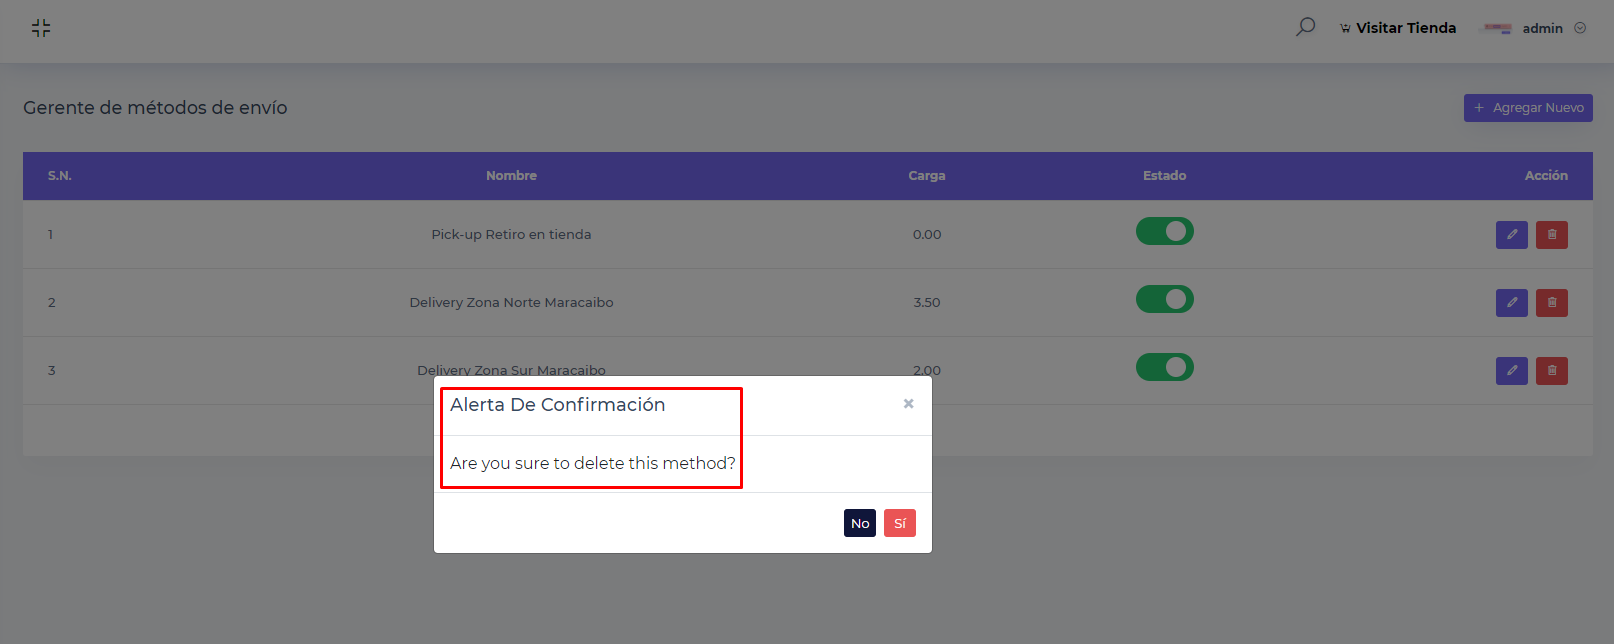 Visitar Tienda admin
Gerente de métodos de envío
+ Agregar Nuevo
S.N. Nombre Carga Estado Acción
1 Pick-up Retiro en tienda 0.00
2 Delivery Zona Norte Maracaibo 3.50
3 Delivery Zona Sur Maracaibo 2.00
Alerta De Confirmación ×
Are you sure to delete this method?
No Sí